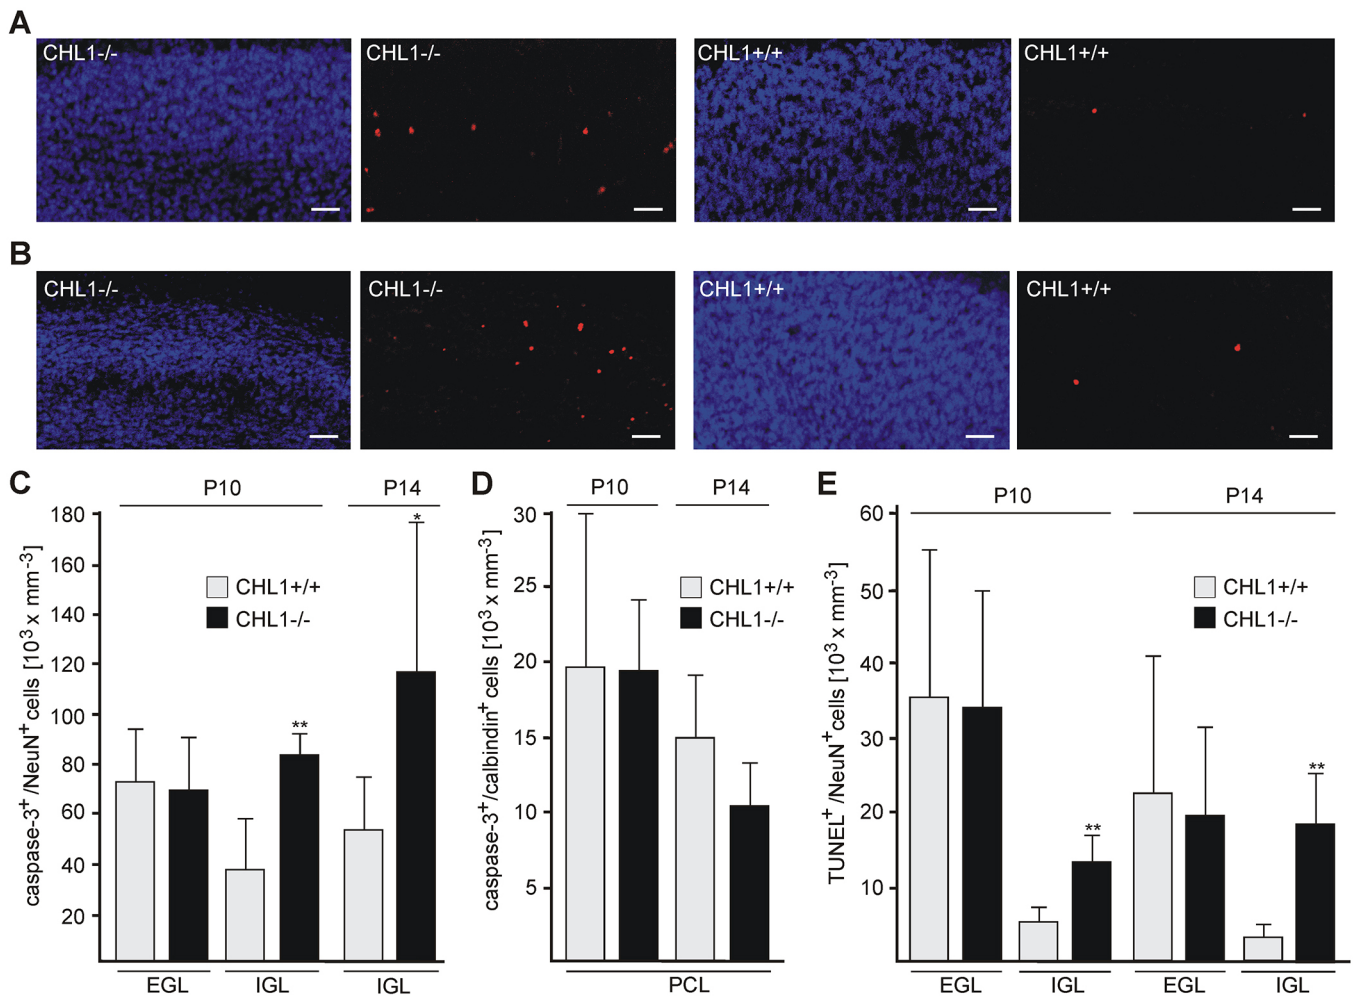 A
CHL1-/-
CHL1-/-
CHL1+/+
CHL1+/+
B
CHL1-/-
CHL1-/-
CHL1+/+
CHL1+/+
C
P10
P14
caspase-3+/NeuN+ cells [10³ x mm-3]
180
160
140
120
100
80
60
40
20
CHL1+/+
CHL1-/-
**
*
EGL
IGL
IGL
D
P10
P14
caspase-3+/calbindin+ cells [10³ x mm-3]
30
25
20
15
10
5
CHL1+/+
CHL1-/-
PCL
E
P10
P14
TUNEL+/NeuN+cells [10³ x mm-3]
60
50
40
30
20
10
CHL1+/+
CHL1-/-
**
**
EGL
IGL
EGL
IGL